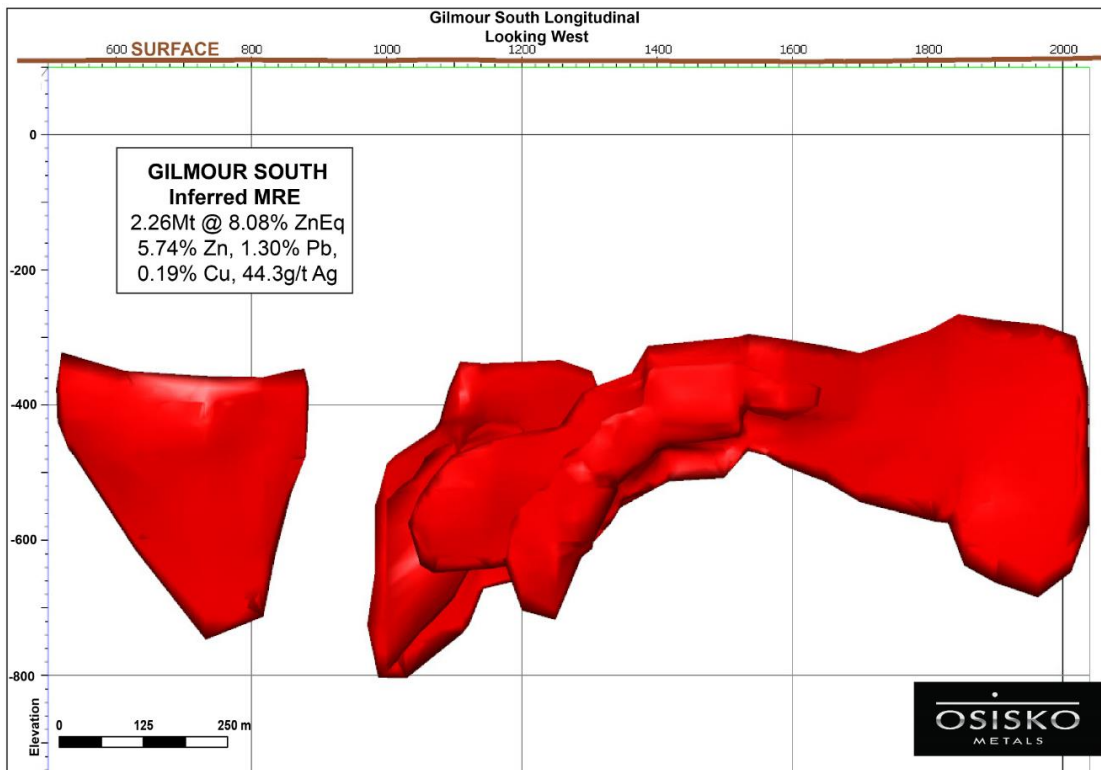 Gilmour South Longitudinal
Looking West
600 SURFACE 800 1000 1200 1400 1600 1800 2000
0
GILMOUR SOUTH
Inferred MRE
2.26Mt @ 8.08% ZnEq
5.74% Zn, 1.30% Pb,
0.19% Cu, 44.3g/t Ag
-200
-400
-600
-800
Elevation
0 125 250 m
OSISKO
METALS